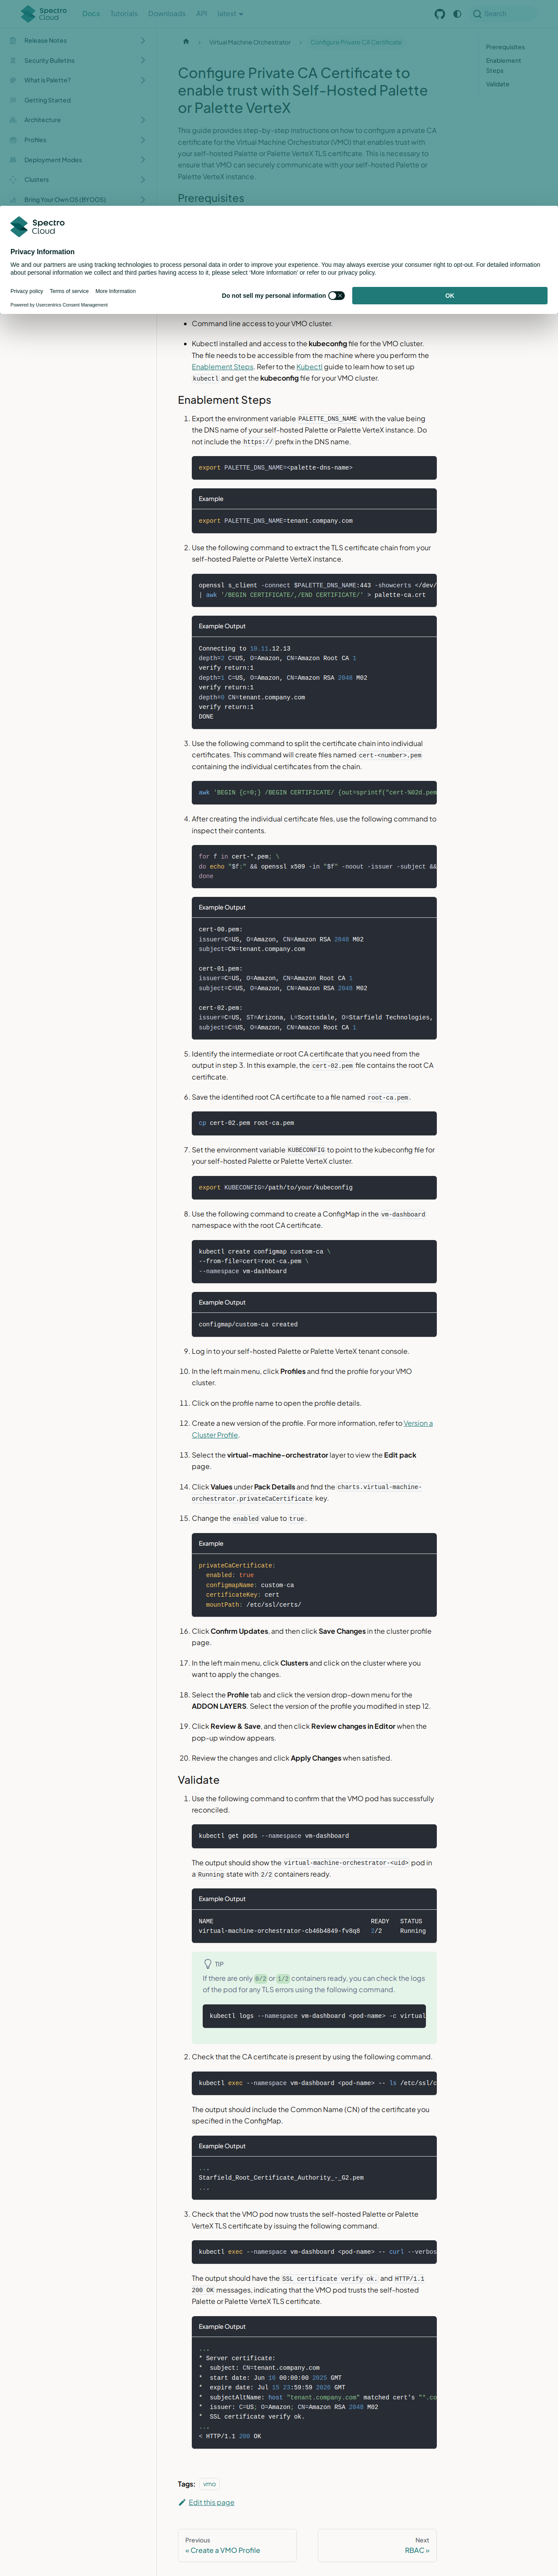 Spectro Cloud
Docs Tutorials Downloads API latest
Search
Release Notes
Security Bulletins
What is Palette?
Getting Started
Architecture
Profiles
Deployment Modes
Clusters
Bring Your Own OS (BYOOS)
Virtual Machine Orchestrator
Configure Private CA Certificate
Prerequisites
Enablement
Steps
Validate
Configure Private CA Certificate to
enable trust with Self-Hosted Palette
or Palette VerteX
This guide provides step-by-step instructions on how to configure a private CA
certificate for the Virtual Machine Orchestrator (VMO) that enables trust with
your self-hosted Palette or Palette VerteX TLS certificate. This is necessary to
ensure that VMO can securely communicate with your self-hosted Palette or
Palette VerteX instance.
Prerequisites
Spectro Cloud
Privacy Information
We and our partners are using tracking technologies to process personal data in order to improve your experience. You may always exercise your consumer right to opt-out. For detailed information
about personal information we collect and third parties having access to it, please select 'More Information' or refer to our privacy policy.
Privacy policy Terms of service More Information
Powered by Usercentrics Consent Management
Do not sell my personal information
OK
Command line access to your VMO cluster.
Kubectl installed and access to the kubeconfig file for the VMO cluster.
The file needs to be accessible from the machine where you perform the
Enablement Steps. Refer to the Kubectl guide to learn how to set up
kubectl and get the kubeconfig file for your VMO cluster.
Enablement Steps
1. Export the environment variable PALETTE_DNS_NAME with the value being
the DNS name of your self-hosted Palette or Palette VerteX instance. Do
not include the https:// prefix in the DNS name.
export PALETTE_DNS_NAME=<palette-dns-name>
Example
export PALETTE_DNS_NAME=tenant.company.com
2. Use the following command to extract the TLS certificate chain from your
self-hosted Palette or Palette VerteX instance.
openssl s_client -connect $PALETTE_DNS_NAME:443 -showcerts </dev/
| awk '/BEGIN CERTIFICATE/,/END CERTIFICATE/' > palette-ca.crt
Example Output
Connecting to 10.11.12.13
depth=2 C=US, O=Amazon, CN=Amazon Root CA 1
verify return:1
depth=1 C=US, O=Amazon, CN=Amazon RSA 2048 M02
verify return:1
depth=0 CN=tenant.company.com
verify return:1
DONE
3. Use the following command to split the certificate chain into individual
certificates. This command will create files named cert-<number>.pem
containing the individual certificates from the chain.
awk 'BEGIN {c=0;} /BEGIN CERTIFICATE/ {out=sprintf("cert-%02d.pem
4. After creating the individual certificate files, use the following command to
inspect their contents.
for f in cert-*.pem; \
do echo "$f:" && openssl x509 -in "$f" -noout -issuer -subject &&
done
Example Output
cert-00.pem:
issuer=C=US, O=Amazon, CN=Amazon RSA 2048 M02
subject=CN=tenant.company.com
cert-01.pem:
issuer=C=US, O=Amazon, CN=Amazon Root CA 1
subject=C=US, O=Amazon, CN=Amazon RSA 2048 M02
cert-02.pem:
issuer=C=US, ST=Arizona, L=Scottsdale, O=Starfield Technologies,
subject=C=US, O=Amazon, CN=Amazon Root CA 1
5. Identify the intermediate or root CA certificate that you need from the
output in step 3. In this example, the cert-02.pem file contains the root CA
certificate.
6. Save the identified root CA certificate to a file named root-ca.pem.
cp cert-02.pem root-ca.pem
7. Set the environment variable KUBECONFIG to point to the kubeconfig file for
your self-hosted Palette or Palette VerteX cluster.
export KUBECONFIG=/path/to/your/kubeconfig
8. Use the following command to create a ConfigMap in the vm-dashboard
namespace with the root CA certificate.
kubectl create configmap custom-ca \
--from-file=cert=root-ca.pem \
--namespace vm-dashboard
Example Output
configmap/custom-ca created
9. Log in to your self-hosted Palette or Palette VerteX tenant console.
10. In the left main menu, click Profiles and find the profile for your VMO
cluster.
11. Click on the profile name to open the profile details.
12. Create a new version of the profile. For more information, refer to Version a
Cluster Profile.
13. Select the virtual-machine-orchestrator layer to view the Edit pack
page.
14. Click Values under Pack Details and find the charts.virtual-machine-
orchestrator.privateCaCertificate key.
15. Change the enabled value to true.
Example
privateCaCertificate:
enabled: true
configmapName: custom-ca
certificateKey: cert
mountPath: /etc/ssl/certs/
16. Click Confirm Updates, and then click Save Changes in the cluster profile
page.
17. In the left main menu, click Clusters and click on the cluster where you
want to apply the changes.
18. Select the Profile tab and click the version drop-down menu for the
ADDON LAYERS. Select the version of the profile you modified in step 12.
19. Click Review & Save, and then click Review changes in Editor when the
pop-up window appears.
20. Review the changes and click Apply Changes when satisfied.
Validate
1. Use the following command to confirm that the VMO pod has successfully
reconciled.
kubectl get pods --namespace vm-dashboard
The output should show the virtual-machine-orchestrator-<uid> pod in
a Running state with 2/2 containers ready.
Example Output
NAME READY STATUS
virtual-machine-orchestrator-cb46b4849-fv8q8 2/2 Running
TIP
If there are only 0/2 or 1/2 containers ready, you can check the logs
of the pod for any TLS errors using the following command.
kubectl logs --namespace vm-dashboard <pod-name> -c virtual
2. Check that the CA certificate is present by using the following command.
kubectl exec --namespace vm-dashboard <pod-name> -- ls /etc/ssl/c
The output should include the Common Name (CN) of the certificate you
specified in the ConfigMap.
Example Output
...
Starfield_Root_Certificate_Authority_-_G2.pem
...
3. Check that the VMO pod now trusts the self-hosted Palette or Palette
VerteX TLS certificate by issuing the following command.
kubectl exec --namespace vm-dashboard <pod-name> -- curl --verbos
The output should have the SSL certificate verify ok. and HTTP/1.1
200 OK messages, indicating that the VMO pod trusts the self-hosted
Palette or Palette VerteX TLS certificate.
Example Output
...
* Server certificate:
* subject: CN=tenant.company.com
* start date: Jun 16 00:00:00 2025 GMT
* expire date: Jul 15 23:59:59 2026 GMT
* subjectAltName: host "tenant.company.com" matched cert's "*.co
* issuer: C=US; O=Amazon; CN=Amazon RSA 2048 M02
* SSL certificate verify ok.
...
< HTTP/1.1 200 OK
Tags: vmo
Edit this page
Previous
« Create a VMO Profile
Next
RBAC »